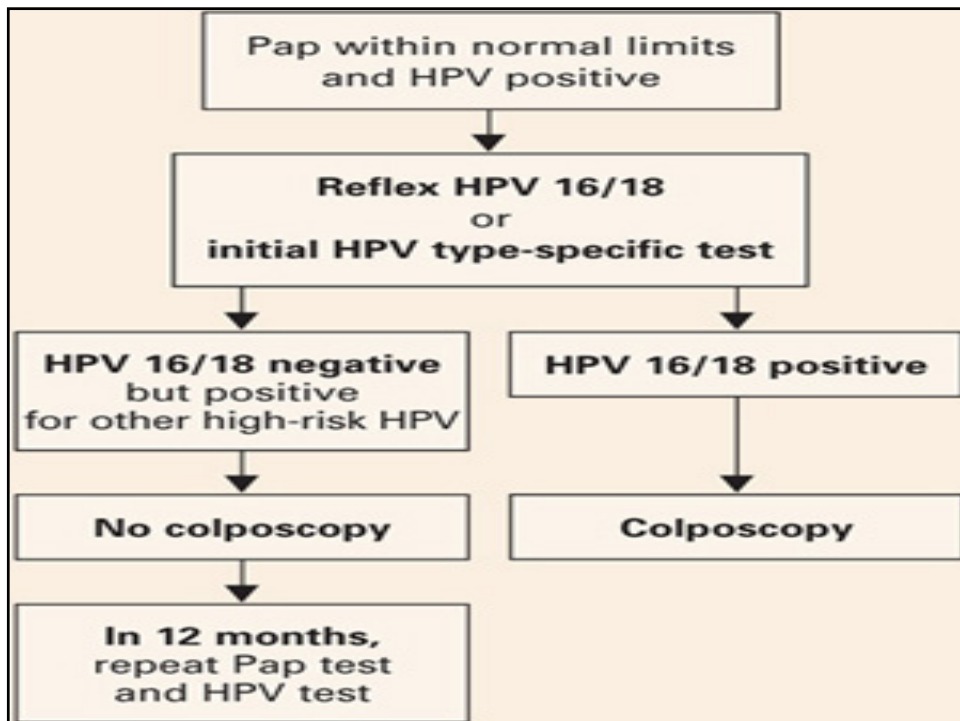 Pap within normal limits
and HPV positive
Reflex HPV 16/18
or
initial HPV type-specific test
HPV 16/18 negative
but positive
for other high-risk HPV
HPV 16/18 positive
No colposcopy
Colposcopy
In 12 months,
repeat Pap test
and HPV test